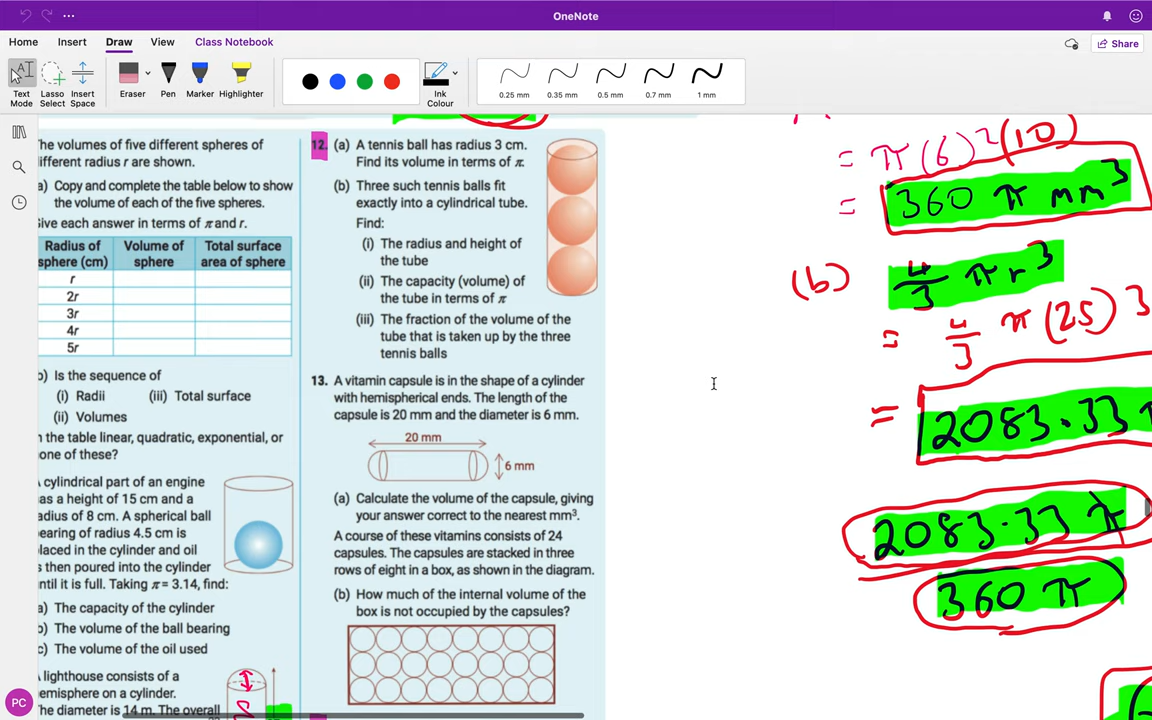 OneNote
Home Insert Draw View Class Notebook
Share
Text Mode
Lasso Select
Insert Space
Eraser
Pen
Marker
Highlighter
Ink Colour
0.25 mm 0.35 mm 0.5 mm 0.7 mm 1 mm
he volumes of five different spheres of
ifferent radius r are shown.
a) Copy and complete the table below to show
the volume of each of the five spheres.
ive each answer in terms of π and r.
Radius of sphere (cm) Volume of sphere Total surface area of sphere
r
2r
3r
4r
5r
) Is the sequence of
(i) Radii (iii) Total surface
(ii) Volumes
the table linear, quadratic, exponential, or
one of these?
cylindrical part of an engine
as a height of 15 cm and a
adius of 8 cm. A spherical ball
earing of radius 4.5 cm is
laced in the cylinder and oil
s then poured into the cylinder
ntil it is full. Taking π = 3.14, find:
a) The capacity of the cylinder
) The volume of the ball bearing
c) The volume of the oil used
lighthouse consists of a
emisphere on a cylinder.
he diameter is 14 m. The overall
12. (a) A tennis ball has radius 3 cm.
Find its volume in terms of π.
(b) Three such tennis balls fit
exactly into a cylindrical tube.
Find:
(i) The radius and height of
the tube
(ii) The capacity (volume) of
the tube in terms of π
(iii) The fraction of the volume of the
tube that is taken up by the three
tennis balls
13. A vitamin capsule is in the shape of a cylinder
with hemispherical ends. The length of the
capsule is 20 mm and the diameter is 6 mm.
20 mm
6 mm
(a) Calculate the volume of the capsule, giving
your answer correct to the nearest mm³.
A course of these vitamins consists of 24
capsules. The capsules are stacked in three
rows of eight in a box, as shown in the diagram.
(b) How much of the internal volume of the
box is not occupied by the capsules?
= π(6)²(10)
= 360 π mm³
(b) 4/3 π r³
= 4/3 π (25) 3
= 2083.33
2083.33 π
360 π
PC